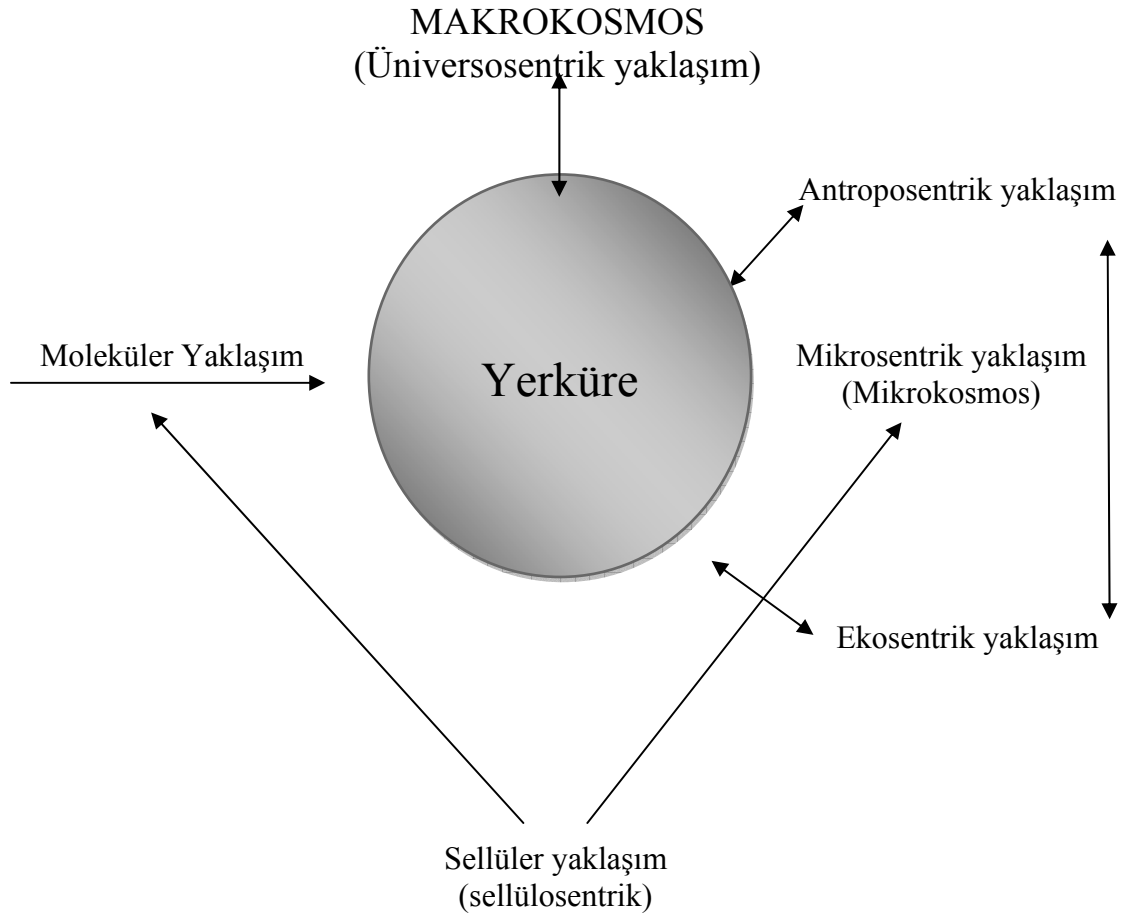 MAKROKOSMOS
(Üniversosentrik yaklaşım)
Antroposentrik yaklaşım
Moleküler Yaklaşım
Yerküre
Mikrosentrik yaklaşım
(Mikrokosmos)
Ekosentrik yaklaşım
Sellüler yaklaşım
(sellülosentrik)